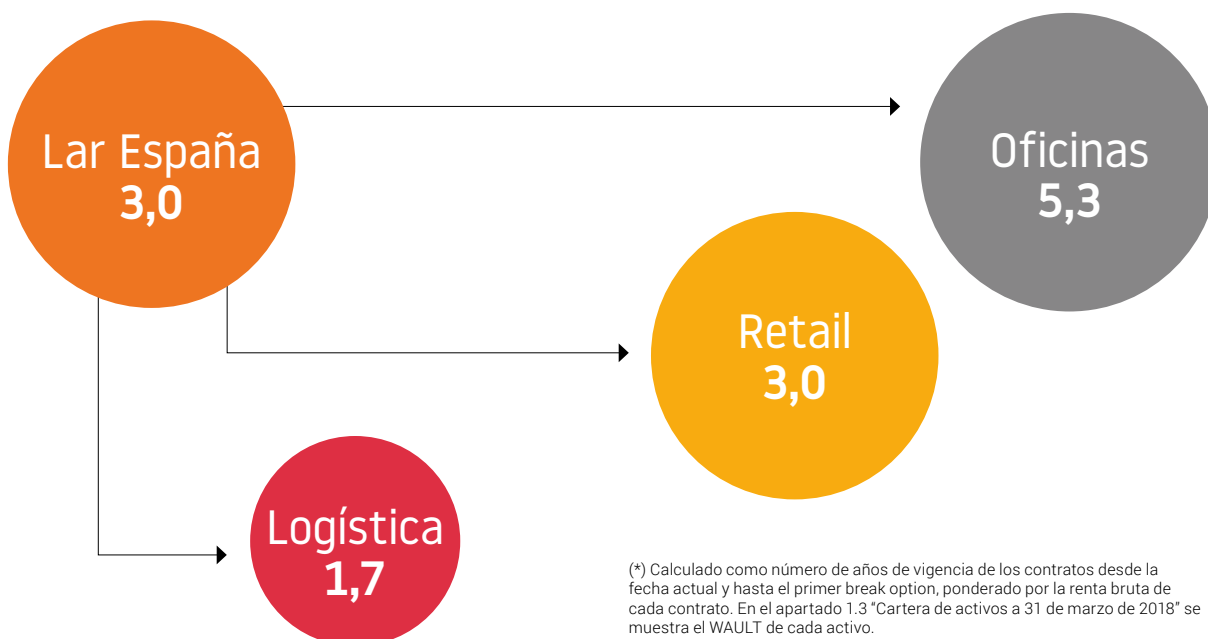 Lar España
3,0
Oficinas
5,3
Retail
3,0
Logística
1,7
(*) Calculado como número de años de vigencia de los contratos desde la
fecha actual y hasta el primer break option, ponderado por la renta bruta de
cada contrato. En el apartado 1.3 “Cartera de activos a 31 de marzo de 2018” se
muestra el WAULT de cada activo.